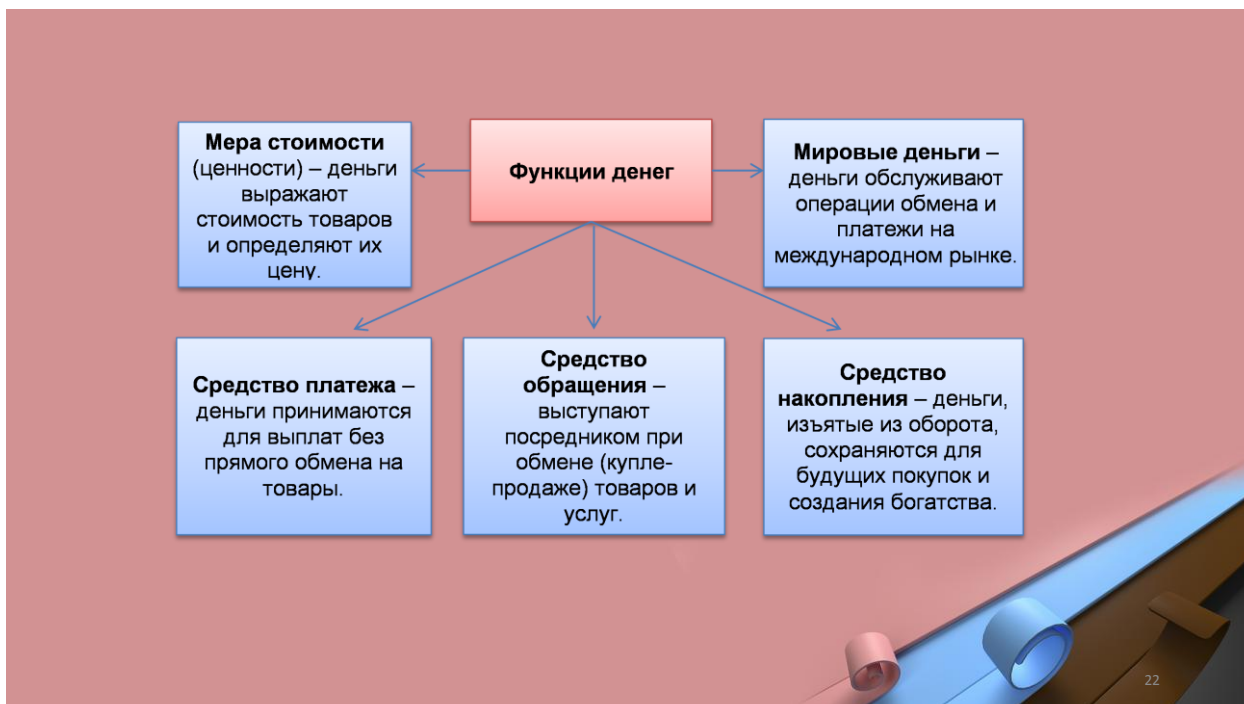 Мера стоимости
(ценности) – деньги
выражают
стоимость товаров
и определяют их
цену.
Функции денег
Мировые деньги –
деньги обслуживают
операции обмена и
платежи на
международном рынке.
Средство платежа –
деньги принимаются
для выплат без
прямого обмена на
товары.
Средство
обращения –
выступают
посредником при
обмене (купле-
продаже) товаров и
услуг.
Средство
накопления – деньги,
изъятые из оборота,
сохраняются для
будущих покупок и
создания богатства.
22